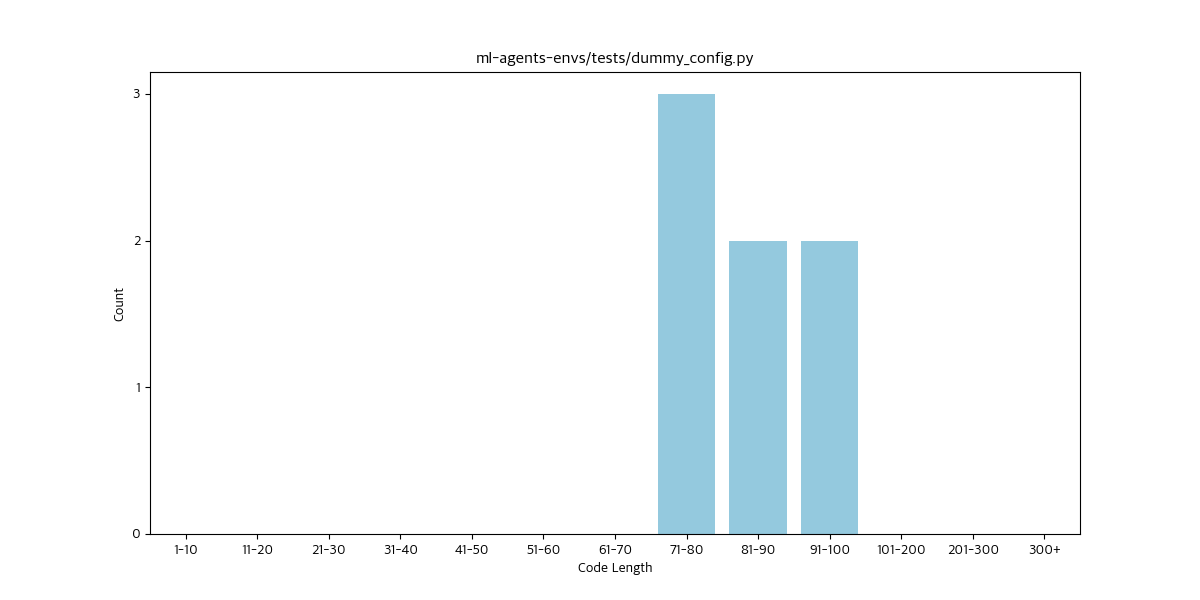 ml-agents-envs/tests/dummy_config.py
Count
3
2
1
0
1-10 11-20 21-30 31-40 41-50 51-60 61-70 71-80 81-90 91-100 101-200 201-300 300+
Code Length